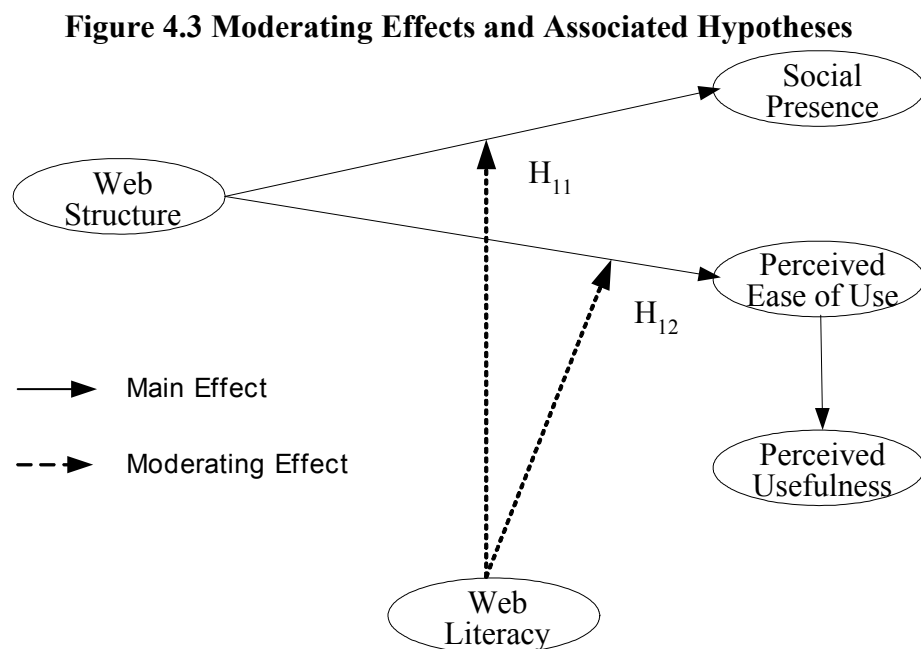 Figure 4.3 Moderating Effects and Associated Hypotheses
Social
Presence
Web
Structure
H11
Perceived
Ease of Use
H12
Main Effect
Moderating Effect
Perceived
Usefulness
Web
Literacy